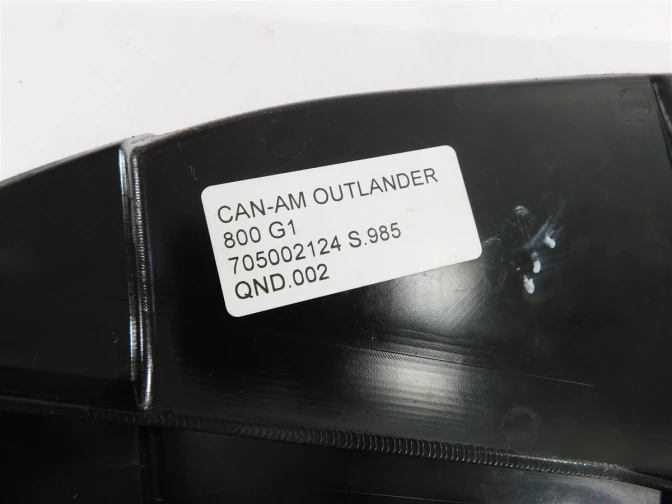 CAN-AM OUTLANDER
800 G1
705002124 S.985
QND.002